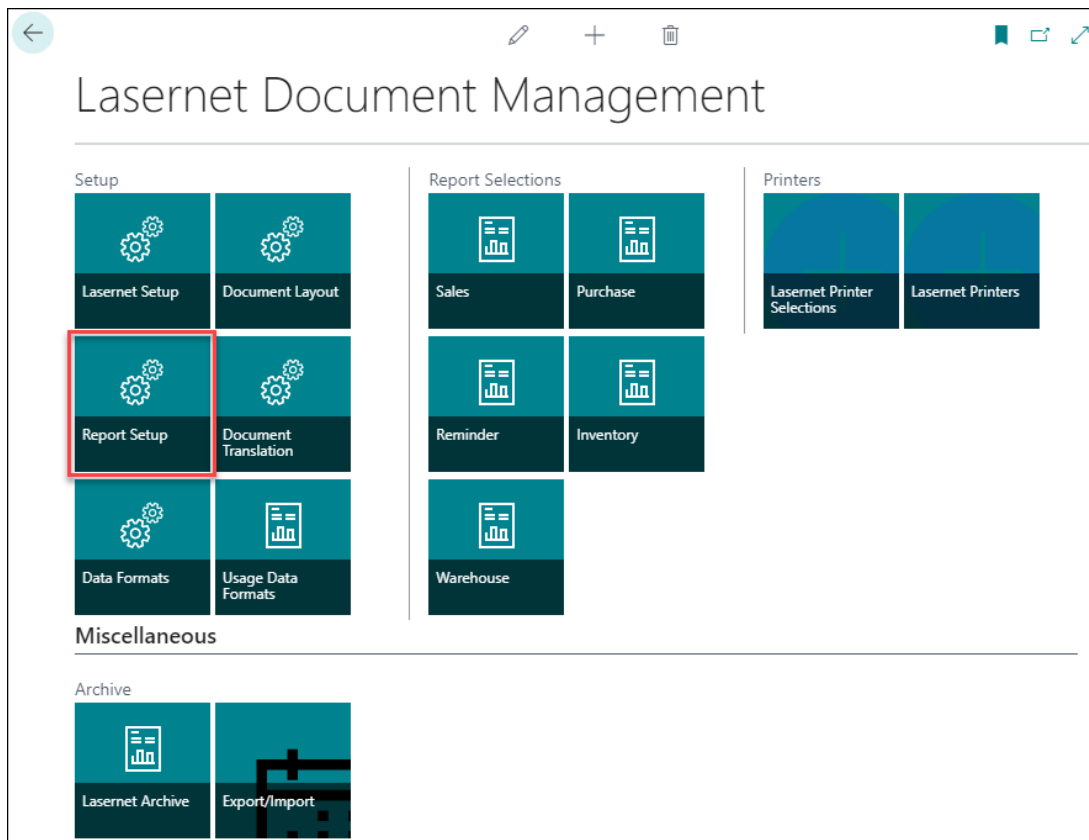 Lasernet Document Management
Setup
Report Selections
Printers
Lasernet Setup
Document Layout
Sales
Purchase
Lasernet Printer
Selections
Lasernet Printers
Report Setup
Document
Translation
Reminder
Inventory
Data Formats
Usage Data
Formats
Warehouse
Miscellaneous
Archive
Lasernet Archive
Export/Import